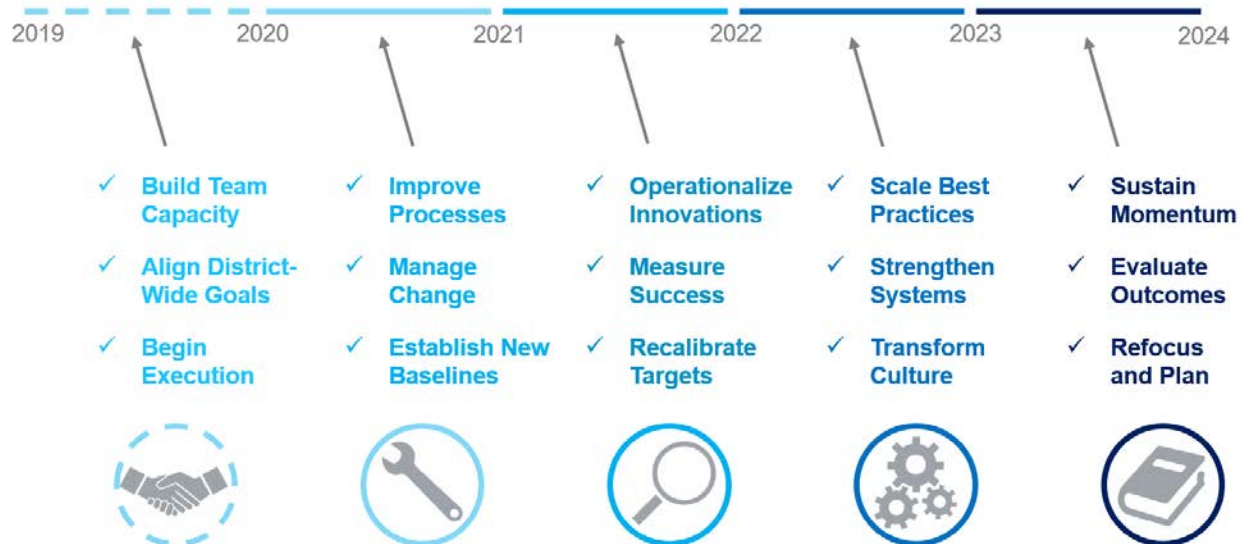 2019
2020
2021
2022
2023
2024
✓ Build Team
Capacity
✓ Align District-
Wide Goals
✓ Begin
Execution
✓ Improve
Processes
✓ Manage
Change
✓ Establish New
Baselines
✓ Operationalize
Innovations
✓ Measure
Success
✓ Recalibrate
Targets
✓ Scale Best
Practices
✓ Strengthen
Systems
✓ Transform
Culture
✓ Sustain
Momentum
✓ Evaluate
Outcomes
✓ Refocus
and Plan